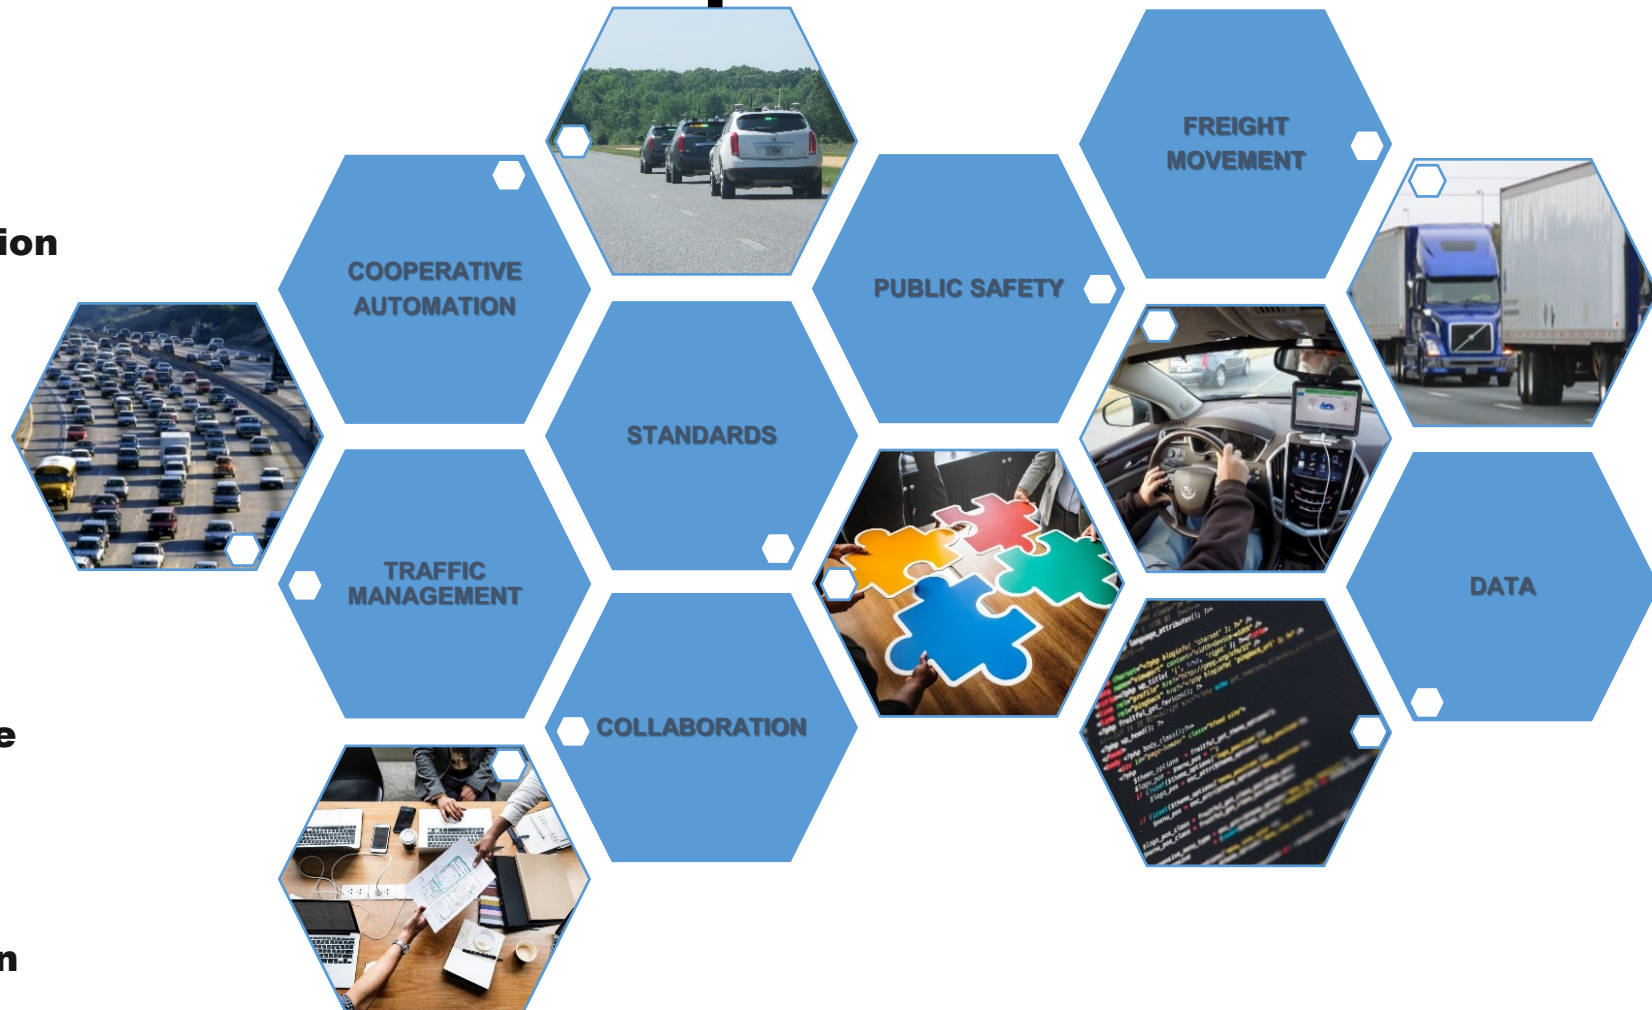 FREIGHT
MOVEMENT
ion
COOPERATIVE
AUTOMATION
PUBLIC SAFETY
STANDARDS
TRAFFIC
MANAGEMENT
DATA
e
COLLABORATION
n